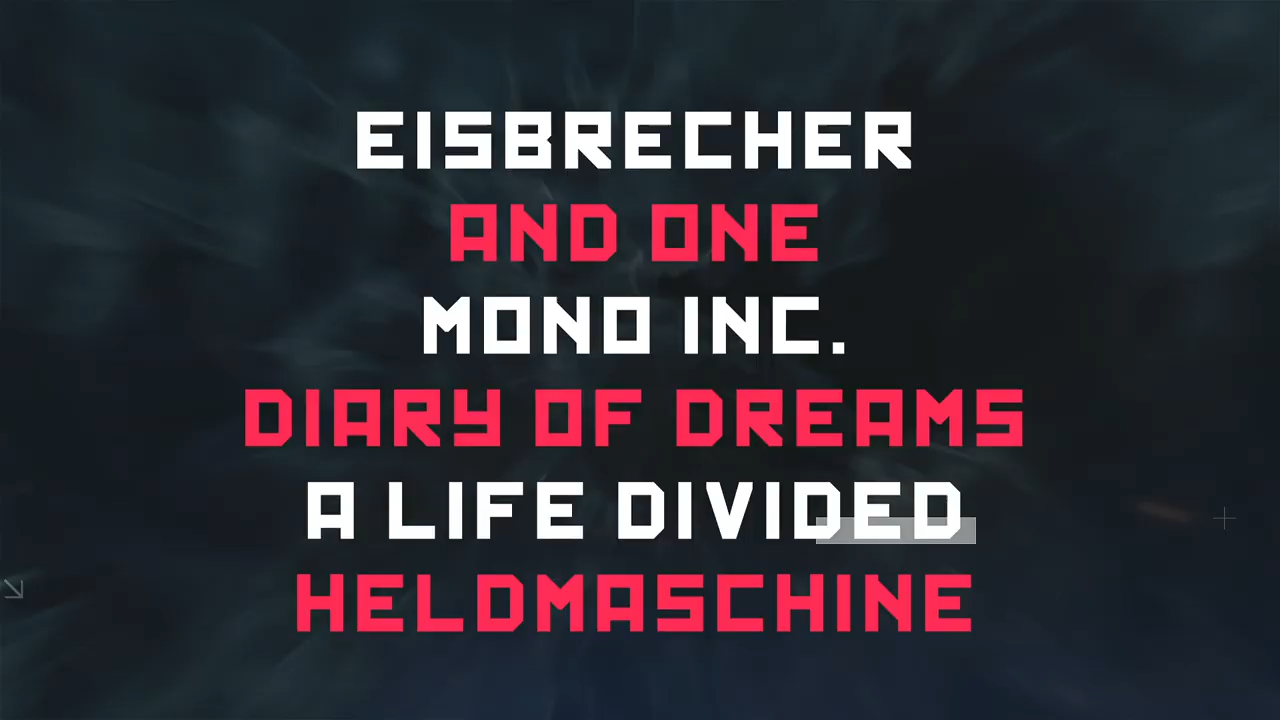 EISBRECHER
AND ONE
MONO INC.
DIARY OF DREAMS
A LIFE DIVIDED
HELDMASCHINE